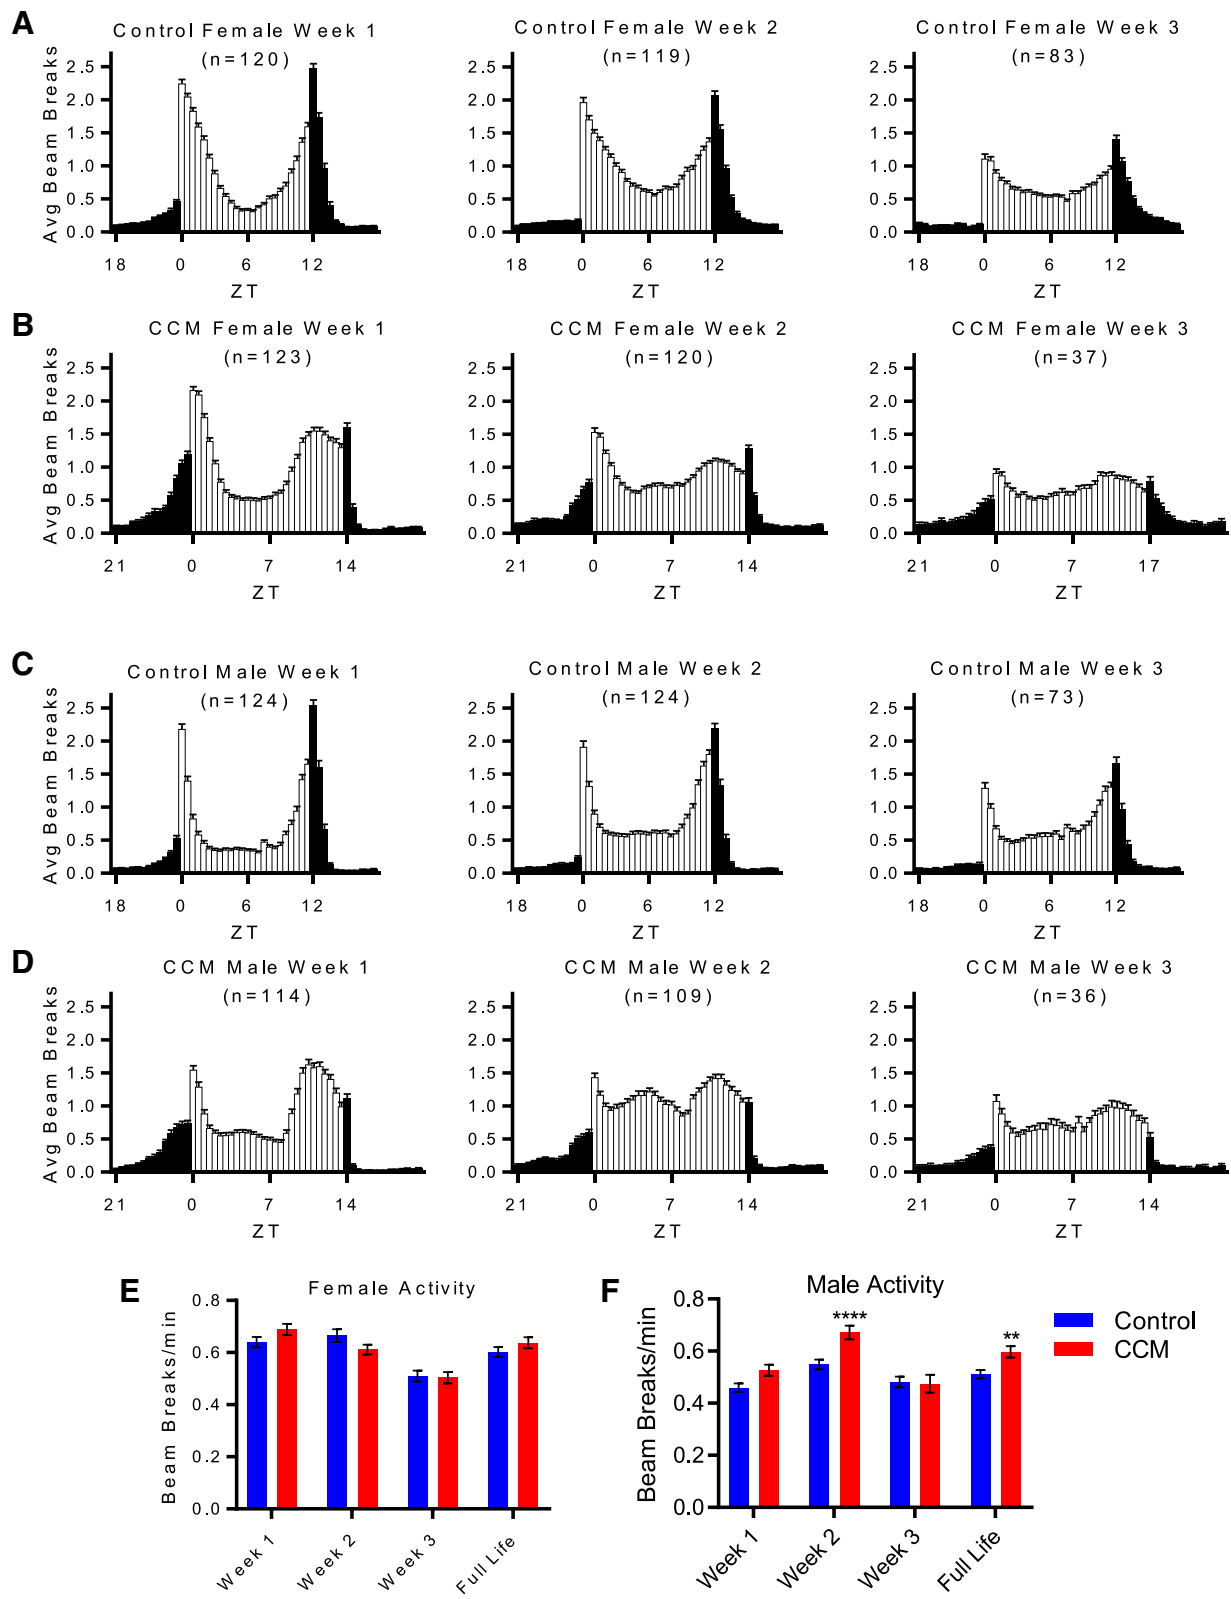 A
Control Female Week 1
(n=120)
Control Female Week 2
(n=119)
Control Female Week 3
(n=83)
Avg Beam Breaks
2.5
2.0
1.5
1.0
0.5
0.0
18
0
6
12
ZT
2.5
2.0
1.5
1.0
0.5
0.0
18
0
6
12
ZT
2.5
2.0
1.5
1.0
0.5
0.0
18
0
6
12
ZT
B
CCM Female Week 1
(n=123)
CCM Female Week 2
(n=120)
CCM Female Week 3
(n=37)
Avg Beam Breaks
2.5
2.0
1.5
1.0
0.5
0.0
21
0
7
14
ZT
2.5
2.0
1.5
1.0
0.5
0.0
21
0
7
14
ZT
2.5
2.0
1.5
1.0
0.5
0.0
21
0
7
17
ZT
C
Control Male Week 1
(n=124)
Control Male Week 2
(n=124)
Control Male Week 3
(n=73)
Avg Beam Breaks
2.5
2.0
1.5
1.0
0.5
0.0
18
0
6
12
ZT
2.5
2.0
1.5
1.0
0.5
0.0
18
0
6
12
ZT
2.5
2.0
1.5
1.0
0.5
0.0
18
0
6
12
ZT
D
CCM Male Week 1
(n=114)
CCM Male Week 2
(n=109)
CCM Male Week 3
(n=36)
Avg Beam Breaks
2.5
2.0
1.5
1.0
0.5
0.0
21
0
7
14
ZT
2.5
2.0
1.5
1.0
0.5
0.0
21
0
7
14
ZT
2.5
2.0
1.5
1.0
0.5
0.0
21
0
7
14
ZT
E
Female Activity
Beam Breaks/min
0.8
0.6
0.4
0.2
0.0
Week 1
Week 2
Week 3
Full Life
F
Male Activity
Beam Breaks/min
0.8
0.6
0.4
0.2
0.0
****
**
Week 1
Week 2
Week 3
Full Life
Control
CCM